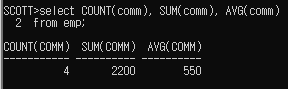 SCOTT>select COUNT(comm), SUM(comm), AVG(comm)
  2  from emp;
COUNT(COMM)  SUM(COMM)  AVG(COMM)
----------- ---------- ----------
          4       2200        550